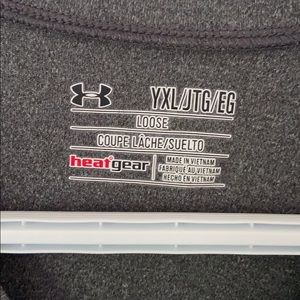 YXL/JTG/EG
LOOSE
COUPE LÂCHE/SUELTO
heatgear
MADE IN VIETNAM
FABRIQUÉ AU VIETNAM
HECHO EN VIETNAM